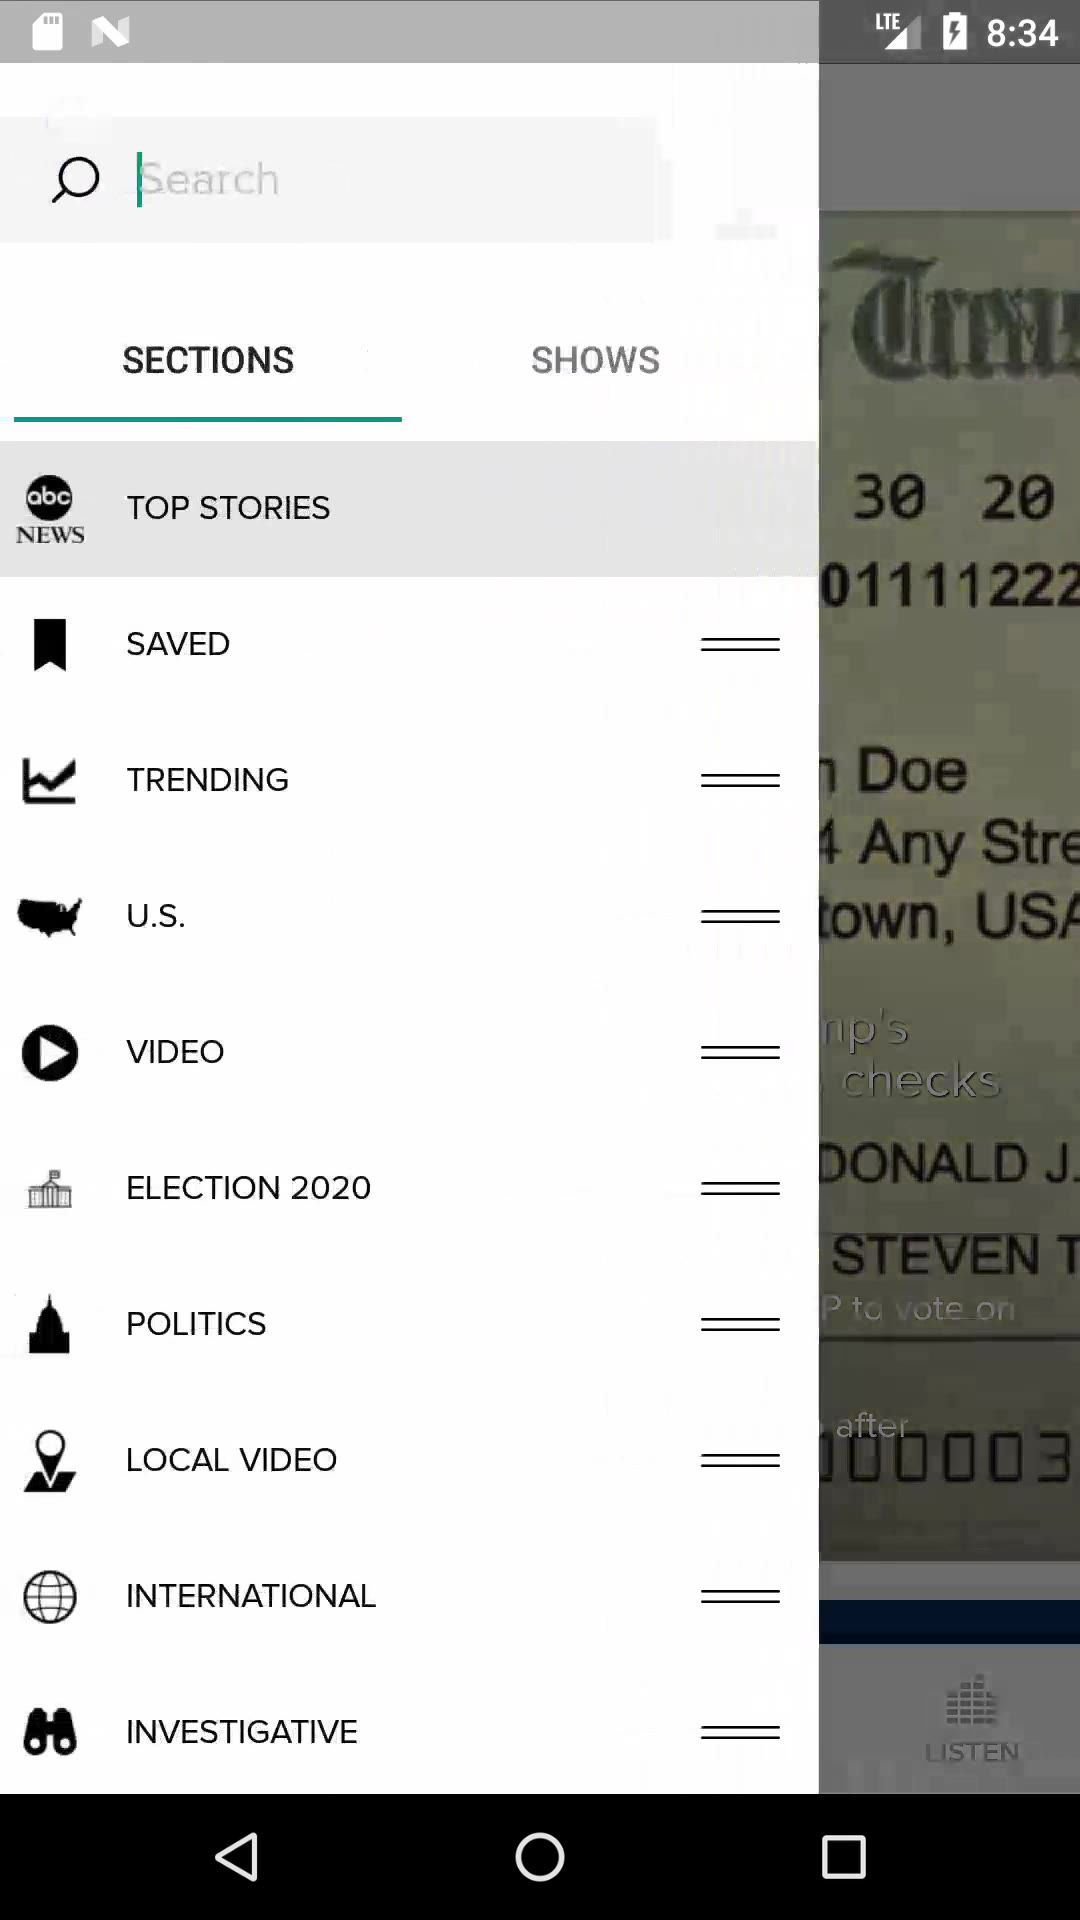 LTE 8:34
Search
SECTIONS SHOWS
abc
NEWS
TOP STORIES
SAVED
TRENDING
U.S.
VIDEO
ELECTION 2020
POLITICS
LOCAL VIDEO
INTERNATIONAL
INVESTIGATIVE
30 20
01111222
Doe
4 Any Stre
town, USA
mp's
checks
DONALD J.
STEVEN T
P to vote on
after
000003
LISTEN